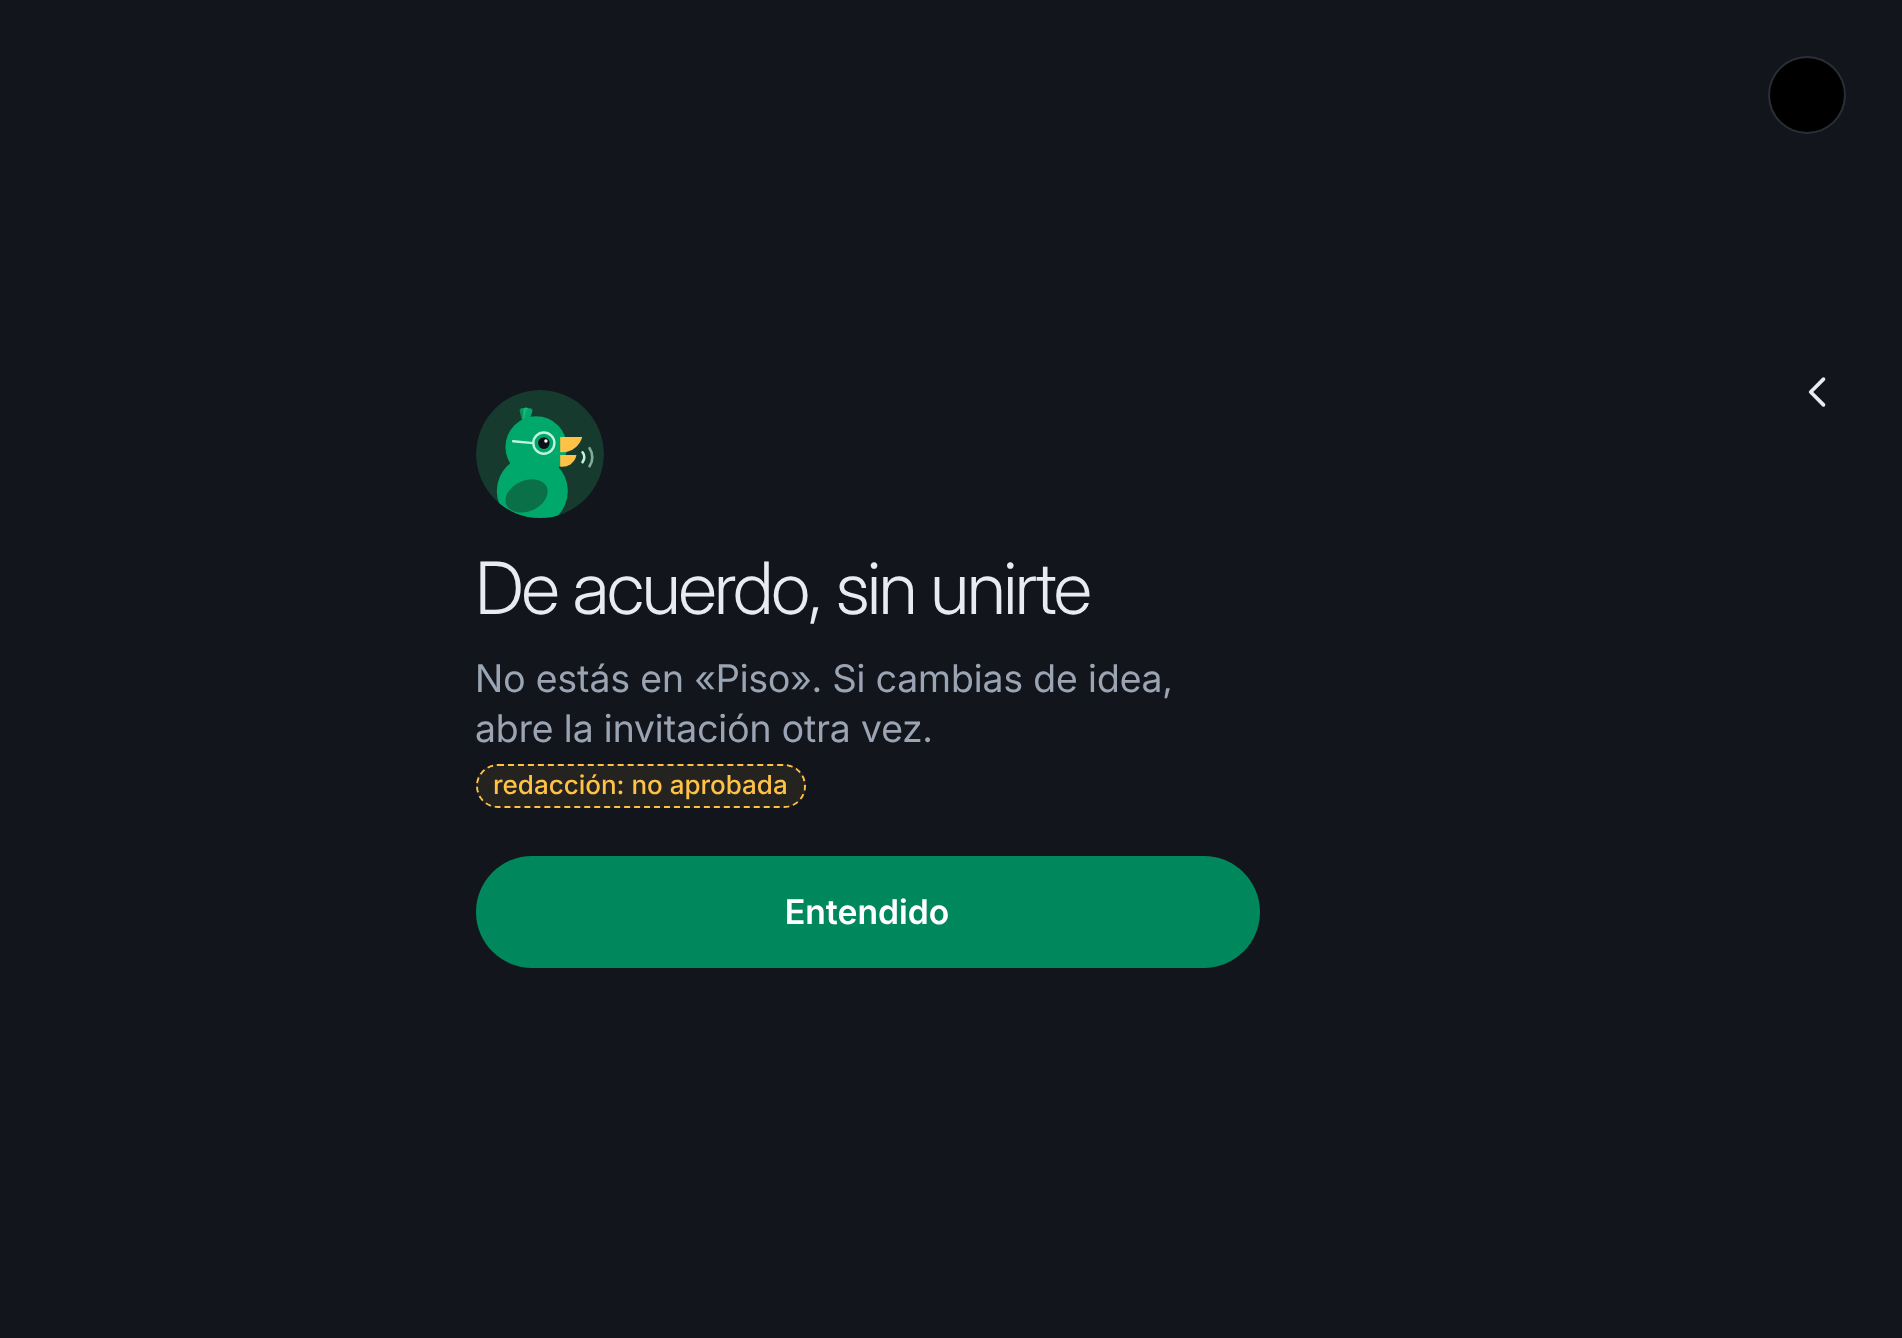 De acuerdo, sin unirte
No estás en «Piso». Si cambias de idea,
abre la invitación otra vez.
redacción: no aprobada
Entendido